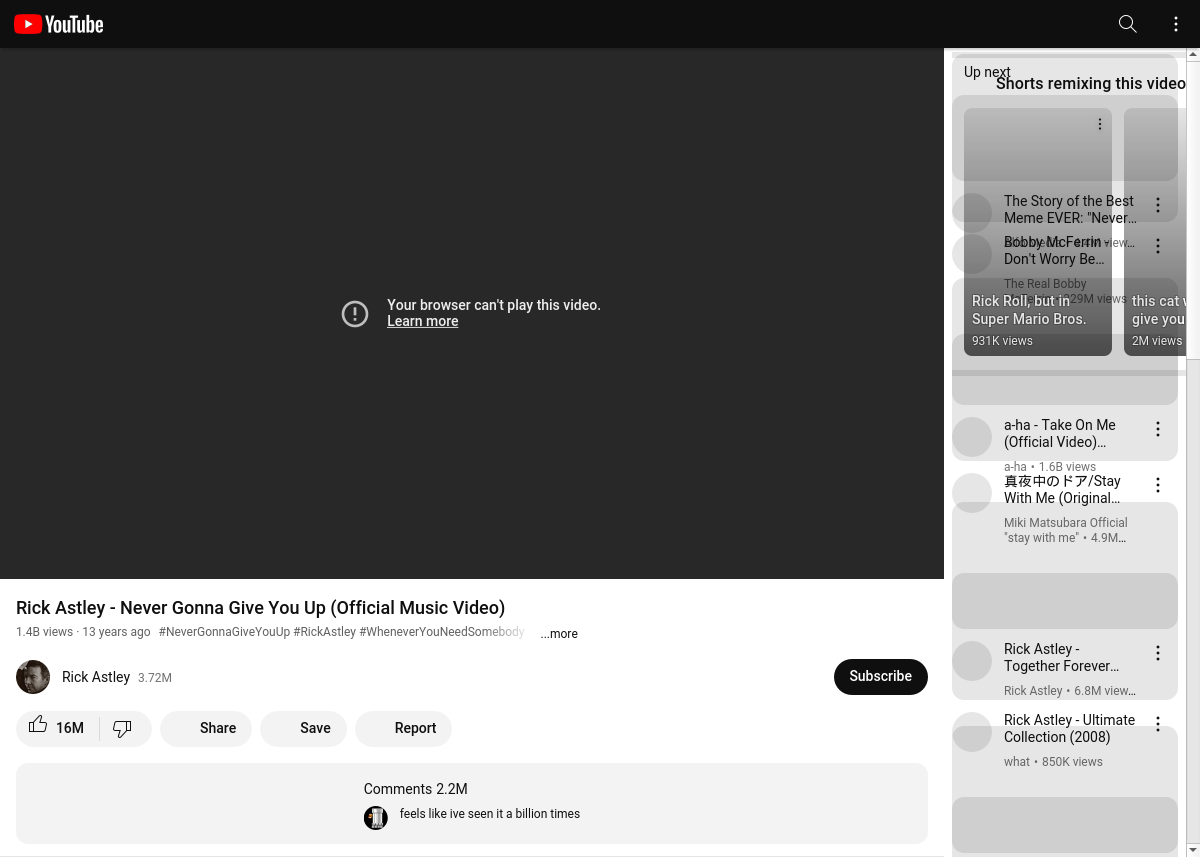 YouTube
Your browser can't play this video.
Learn more
Rick Astley - Never Gonna Give You Up (Official Music Video)
1.4B views · 13 years ago #NeverGonnaGiveYouUp #RickAstley #WheneverYouNeedSomebody
...more
Rick Astley 3.72M
Subscribe
16M
Share
Save
Report
Comments 2.2M
feels like ive seen it a billion times
Up next
Shorts remixing this video
The Story of the Best
Meme EVER: "Never…
4.4M view…
Bobby McFerrin -
Don't Worry Be…
The Real Bobby
329M views
Rick Roll, but in
Super Mario Bros.
931K views
this cat
give you
2M views
a-ha - Take On Me
(Official Video)…
a-ha • 1.6B views
真夜中のドア/Stay
With Me (Original…
Miki Matsubara Official
"stay with me" • 4.9M…
Rick Astley -
Together Forever…
Rick Astley • 6.8M view…
Rick Astley - Ultimate
Collection (2008)
what • 850K views